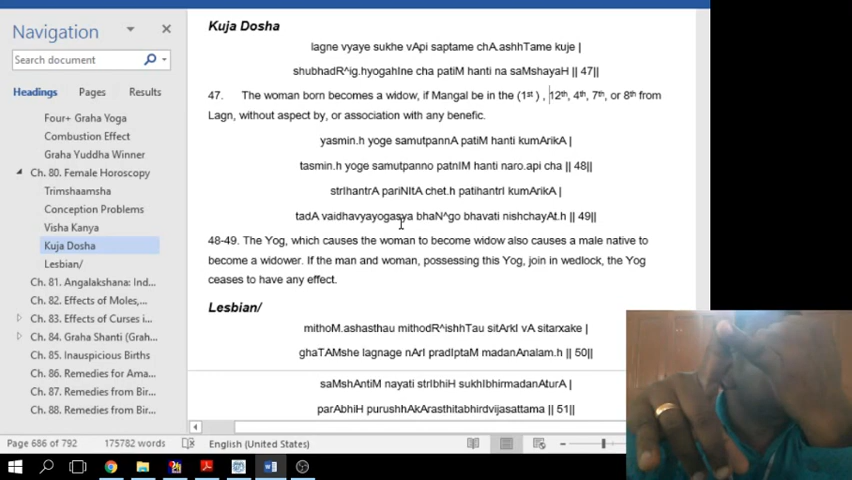 Navigation
Search document
Headings Pages Results
Four+ Graha Yoga
Combustion Effect
Graha Yuddha Winner
Ch. 80. Female Horoscopy
Trimshaamsha
Conception Problems
Visha Kanya
Kuja Dosha
Lesbian/
Ch. 81. Angalakshana: Ind...
Ch. 82. Effects of Moles,...
Ch. 83. Effects of Curses i...
Ch. 84. Graha Shanti (Grah...
Ch. 85. Inauspicious Births
Ch. 86. Remedies for Ama...
Ch. 87. Remedies from Bir...
Ch. 88. Remedies from Bir...
Kuja Dosha
lagne vyaye sukhe vApi saptame chA.ashhTame kuje |
shubhadR^ig.hyogahIne cha patiM hanti na saMshayaH || 47||
47. The woman born becomes a widow, if Mangal be in the (1st ) , 12th, 4th, 7th, or 8th from
Lagn, without aspect by, or association with any benefic.
yasmin.h yoge samutpannA patiM hanti kumArikA |
tasmin.h yoge samutpanno patnIM hanti naro.api cha || 48||
strIhantrA pariNItA chet.h patihantrI kumArikA |
tadA vaidhavyayogasya bhaN^go bhavati nishchayAt.h || 49||
48-49. The Yog, which causes the woman to become widow also causes a male native to
become a widower. If the man and woman, possessing this Yog, join in wedlock, the Yog
ceases to have any effect.
Lesbian/
mithoM.ashasthau mithodR^ishhTau sitArkI vA sitarxake |
ghaTAMshe lagnage nArI pradIptaM madanAnalam.h || 50||
saMshAntiM nayati strIbhiH sukhIbhirmadanAturA |
parAbhiH purushhAkArasthitabhirdvijasattama || 51||
Page 686 of 792 175782 words English (United States)